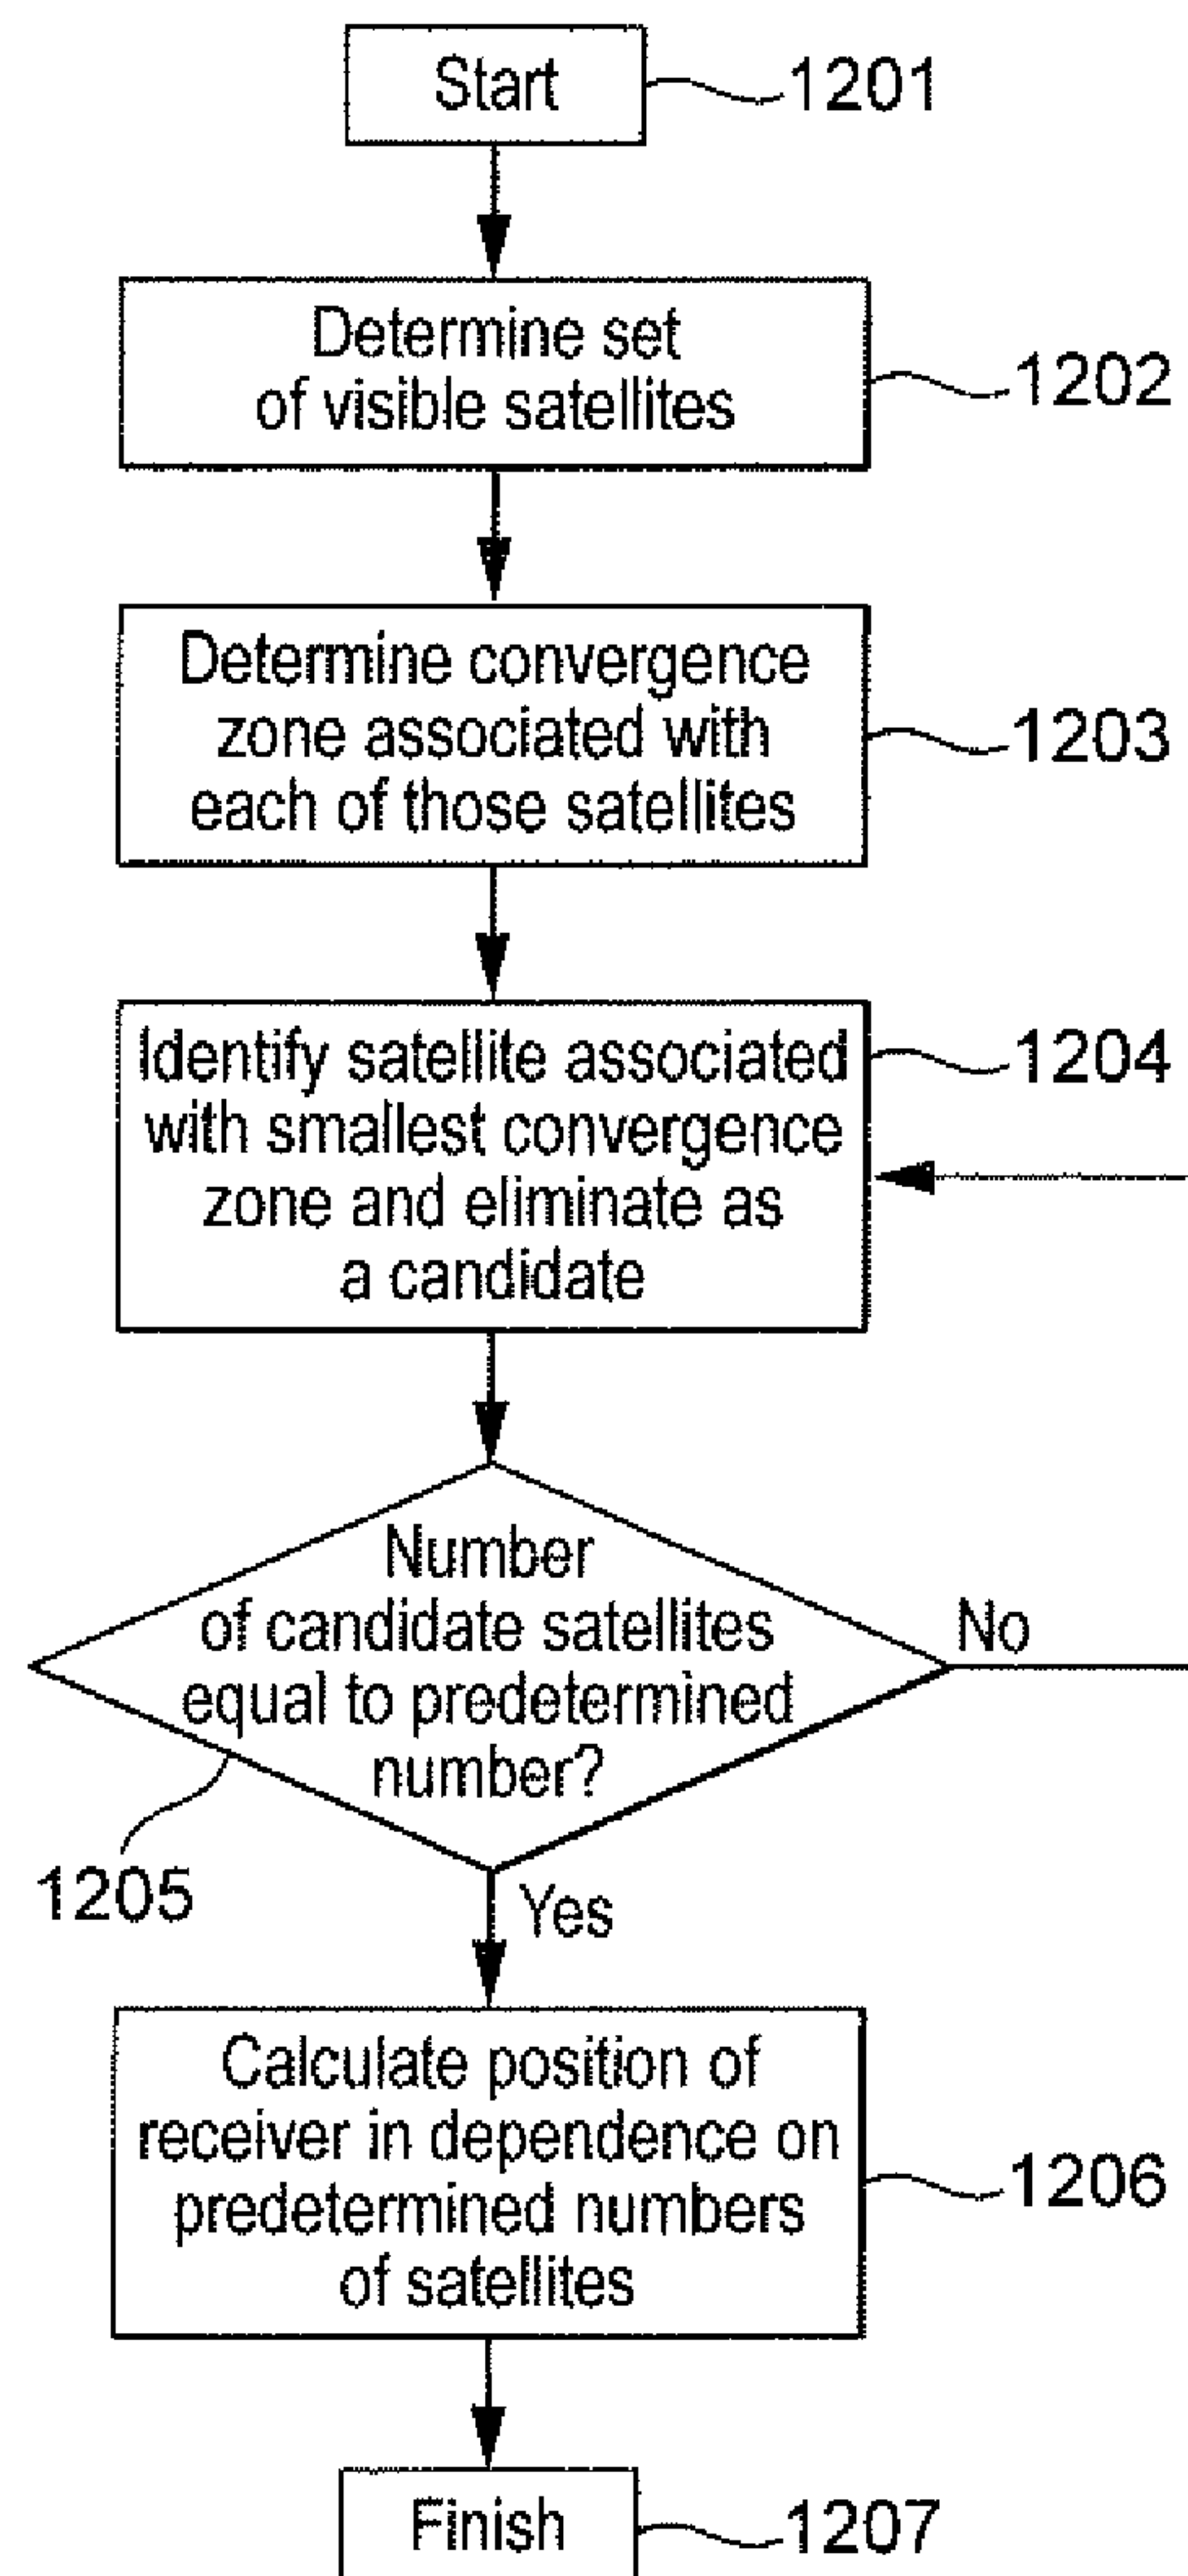 Start
1201
Determine set
of visible satellites
1202
Determine convergence
zone associated with
each of those satellites
1203
Identify satellite associated
with smallest convergence
zone and eliminate as
a candidate
1204
Number
of candidate satellites
equal to predetermined
number?
No
1205
Yes
Calculate position of
receiver in dependence on
predetermined numbers
of satellites
1206
Finish
1207